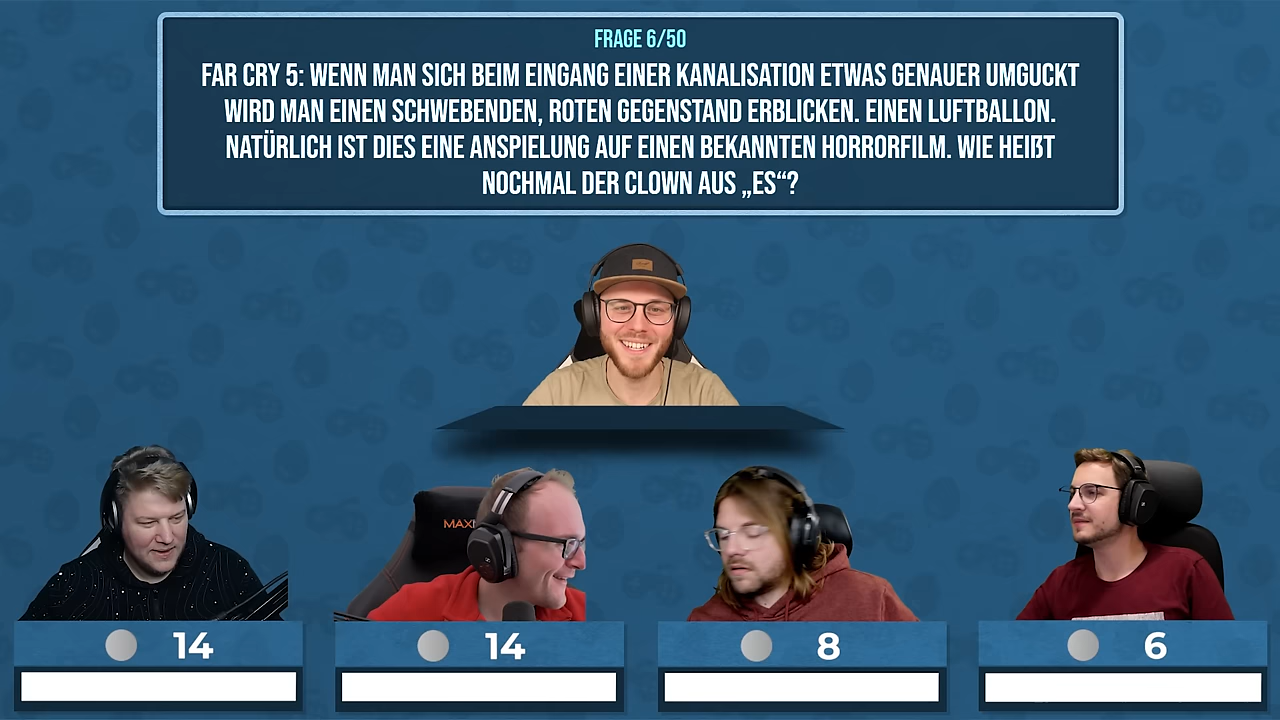 FRAGE 6/50
FAR CRY 5: WENN MAN SICH BEIM EINGANG EINER KANALISATION ETWAS GENAUER UMGUCKT
WIRD MAN EINEN SCHWEBENDEN, ROTEN GEGENSTAND ERBLICKEN. EINEN LUFTBALLON.
NATÜRLICH IST DIES EINE ANSPIELUNG AUF EINEN BEKANNTEN HORRORFILM. WIE HEIẞT
NOCHMAL DER CLOWN AUS „ES“?
14
14
8
6